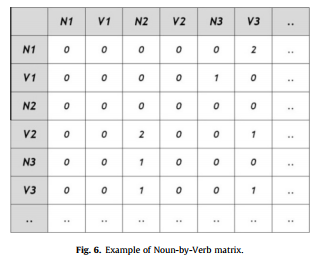 N1 V1 N2 V2 N3 V3 ..
N1 0 0 0 0 0 2 ..
V1 0 0 0 0 1 0 ..
N2 0 0 0 0 0 0 ..
V2 0 0 2 0 0 1 ..
N3 0 0 1 0 0 0 ..
V3 0 0 1 0 0 1 ..
.. .. .. .. .. .. .. ..
Fig. 6. Example of Noun-by-Verb matrix.